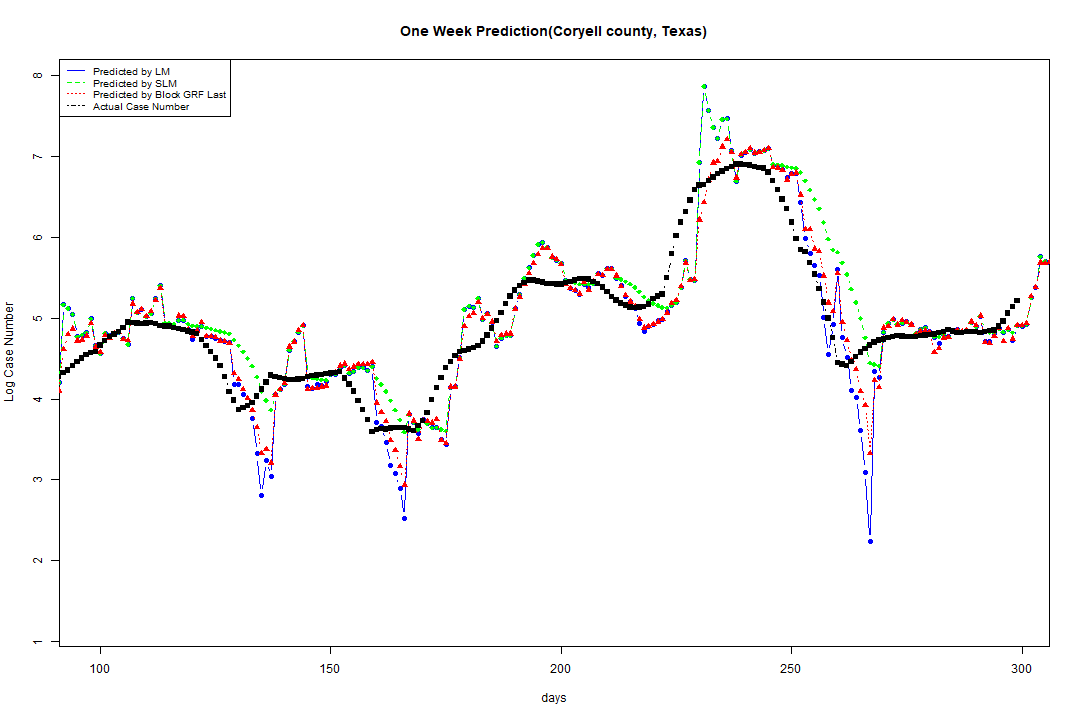 One Week Prediction(Coryell county, Texas)
Predicted by LM
Predicted by SLM
Predicted by Block GRF Last
Actual Case Number
8
7
6
5
4
3
2
1
Log Case Number
100 150 200 250 300
days